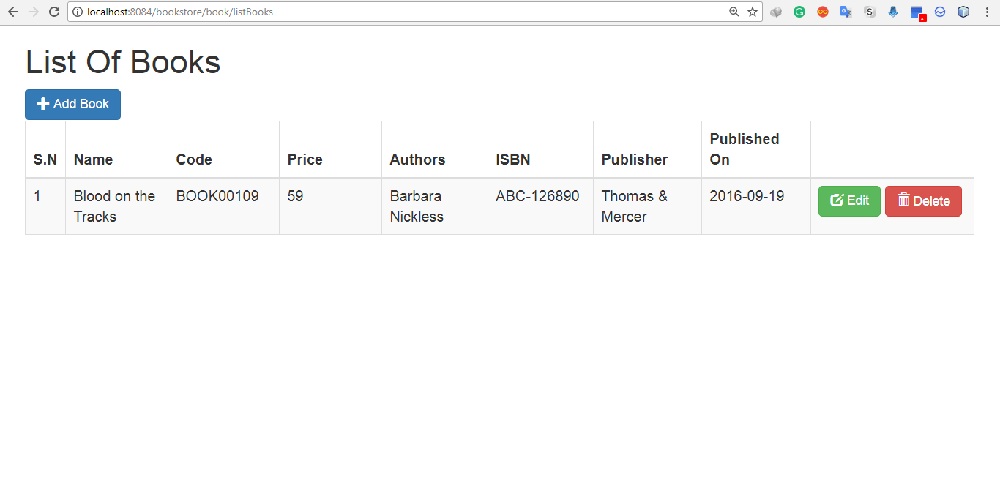 localhost:8084/bookstore/book/listBooks
List Of Books
Add Book
S.N Name Code Price Authors ISBN Publisher Published
On
1 Blood on the BOOK00109 59 Barbara ABC-126890 Thomas & 2016-09-19 Edit Delete
Tracks Nickless Mercer